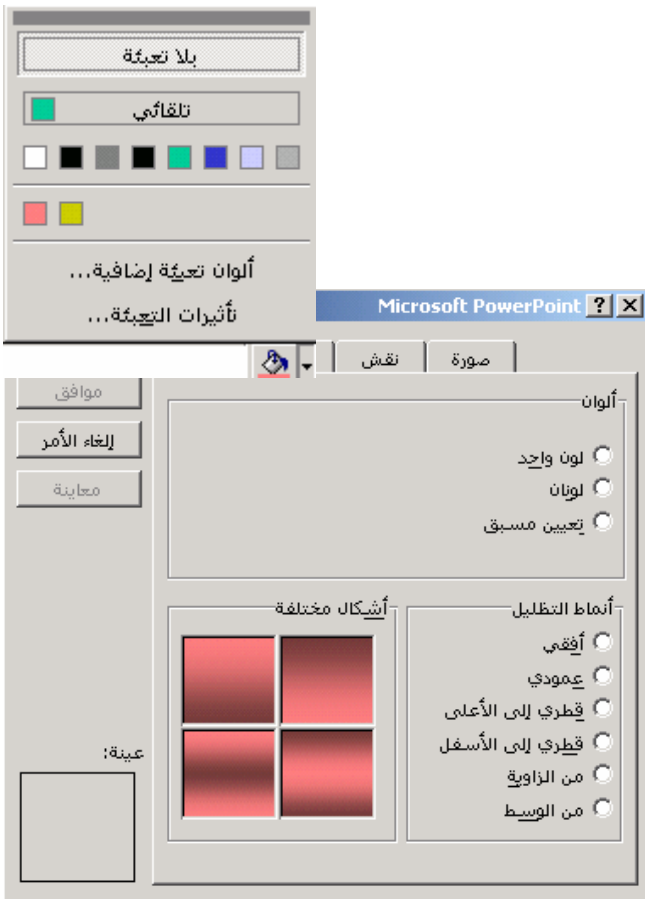 بلا تعبئة
تلقائي
ألوان تعبئة إضافية...
تأثيرات التعبئة...
Microsoft PowerPoint
صورة
نقش
موافق
إلغاء الأمر
معاينة
ألوان
لون واحد
لونان
تعيين مسبق
أنماط التظليل
أفقي
عمودي
قطري إلى الأعلى
قطري إلى الأسفل
من الزاوية
من الوسط
أشكال مختلفة
عينة: